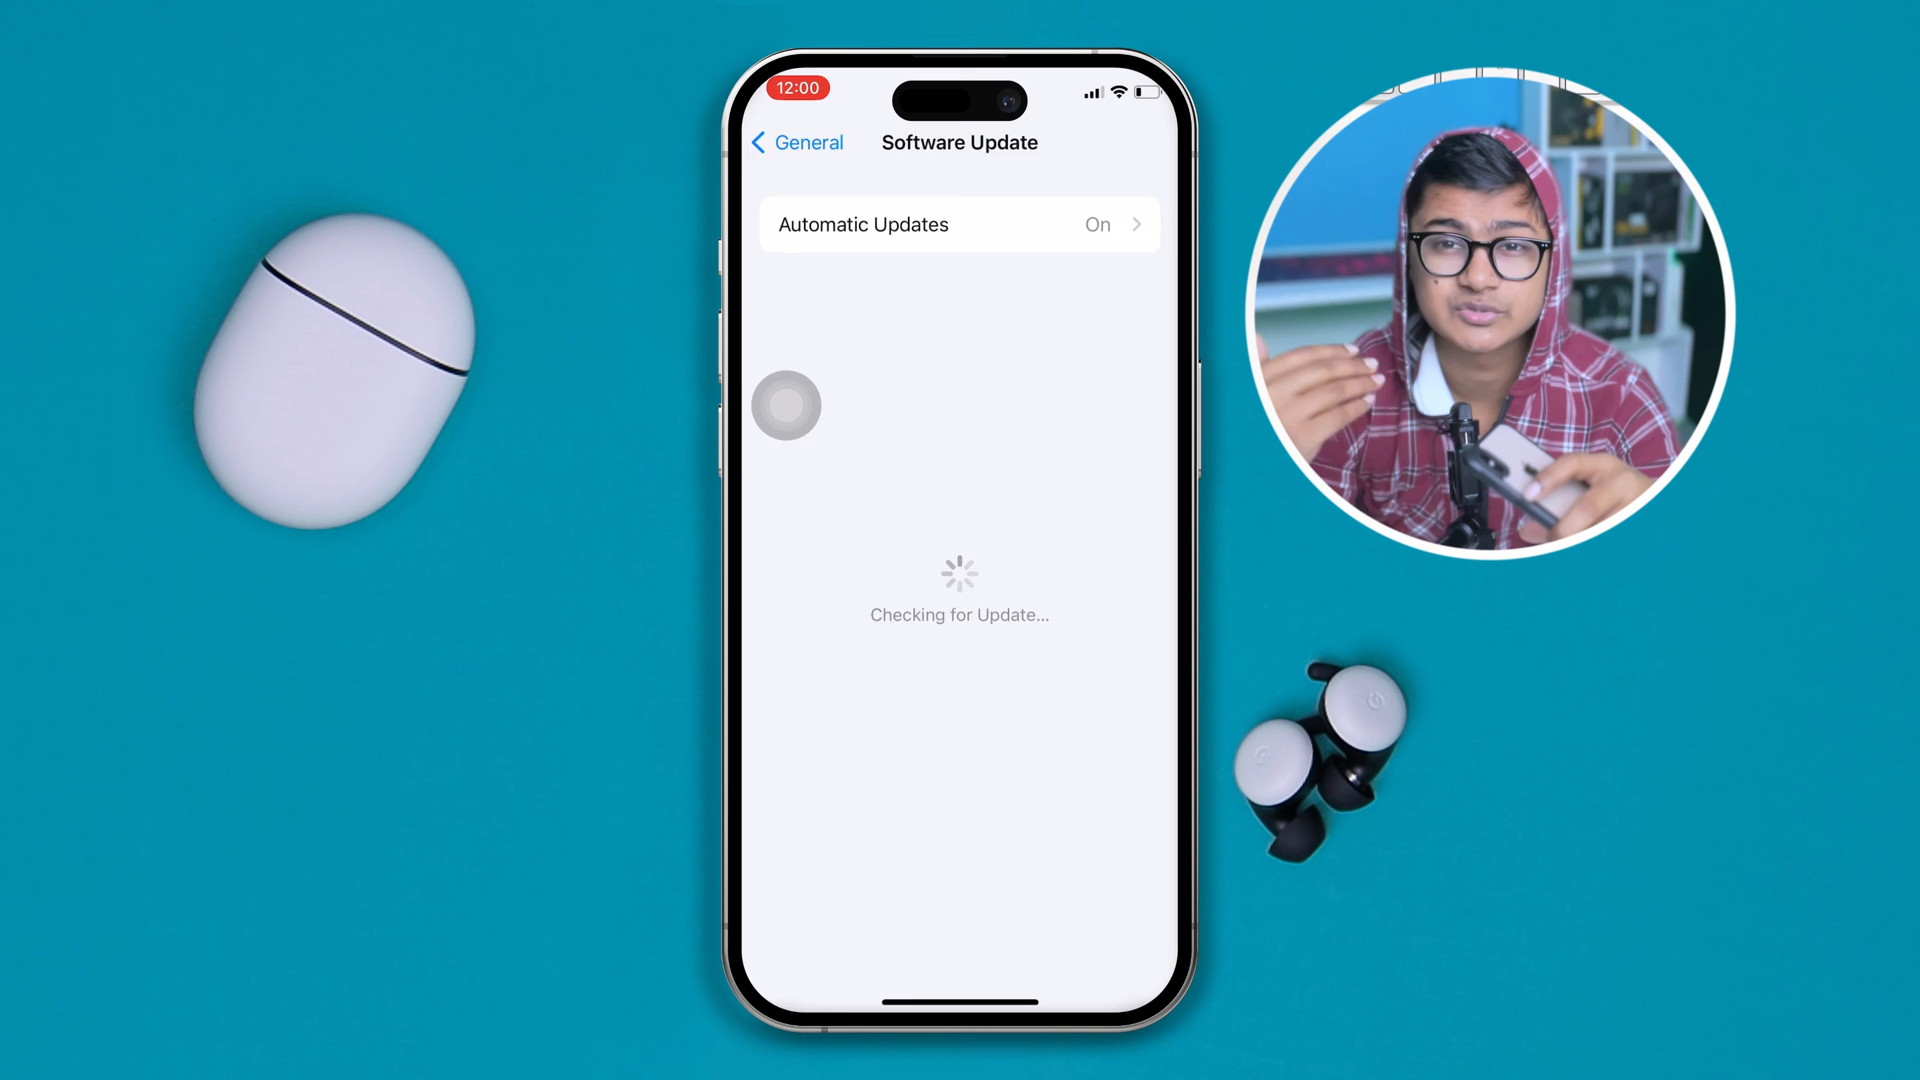 12:00
General
Software Update
Automatic Updates
On
Checking for Update...